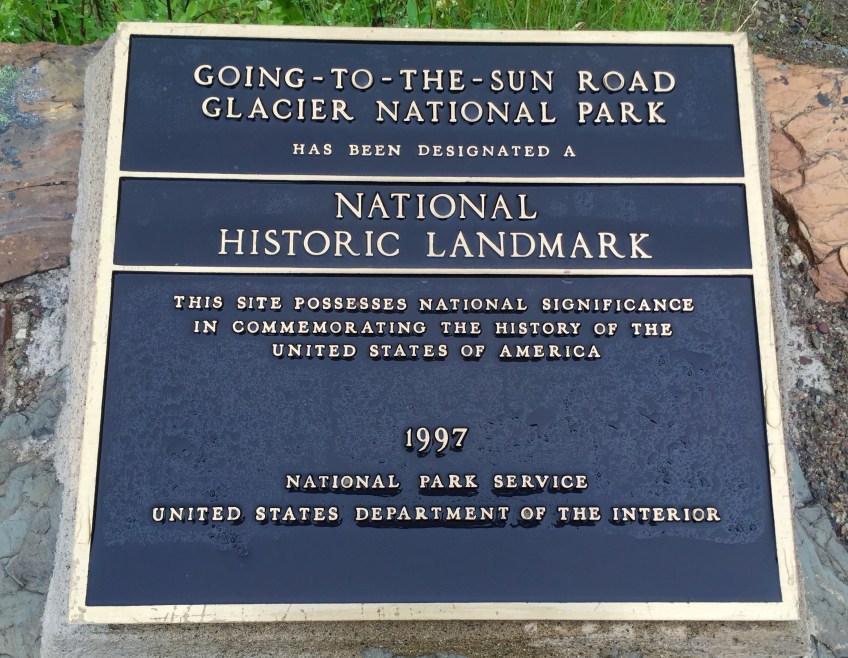 GOING-TO-THE-SUN ROAD
GLACIER NATIONAL PARK
HAS BEEN DESIGNATED A
NATIONAL
HISTORIC LANDMARK
THIS SITE POSSESSES NATIONAL SIGNIFICANCE
IN COMMEMORATING THE HISTORY OF THE
UNITED STATES OF AMERICA
1997
NATIONAL PARK SERVICE
UNITED STATES DEPARTMENT OF THE INTERIOR